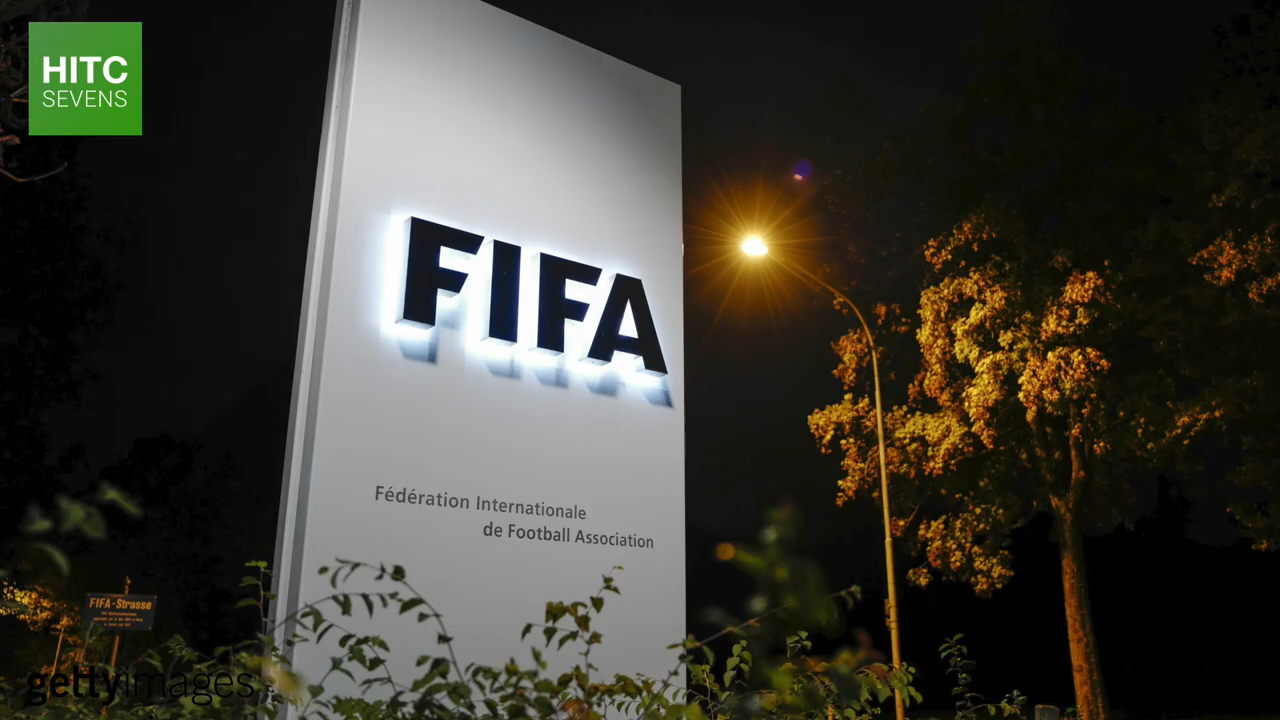 HITC
SEVENS
FIFA
Fédération Internationale
de Football Association
FIFA-Strasse
gettyimages